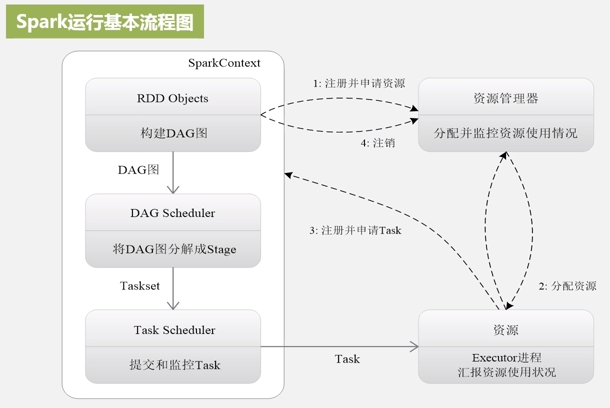 Spark运行基本流程图
SparkContext
RDD Objects
构建DAG图
DAG图
DAG Scheduler
将DAG图分解成Stage
Taskset
Task Scheduler
提交和监控Task
1: 注册并申请资源
4: 注销
资源管理器
分配并监控资源使用情况
3: 注册并申请Task
2: 分配资源
Task
资源
Executor进程
汇报资源使用状况